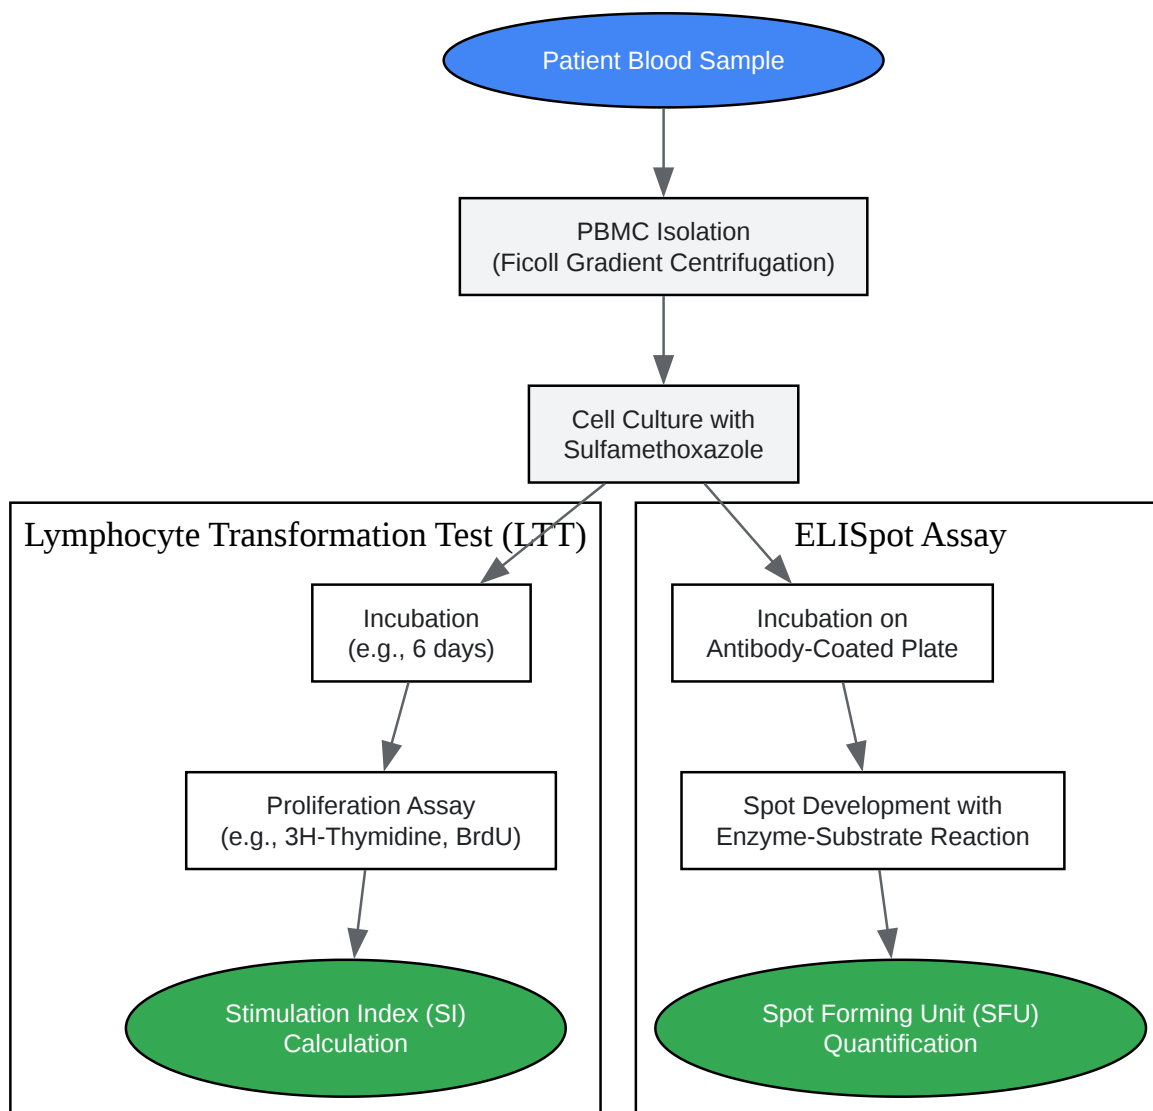 Patient Blood Sample
PBMC Isolation
(Ficoll Gradient Centrifugation)
Cell Culture with
Sulfamethoxazole
Lymphocyte Transformation Test (LTT)
Incubation
(e.g., 6 days)
Proliferation Assay
(e.g., 3H-Thymidine, BrdU)
Stimulation Index (SI)
Calculation
ELISpot Assay
Incubation on
Antibody-Coated Plate
Spot Development with
Enzyme-Substrate Reaction
Spot Forming Unit (SFU)
Quantification